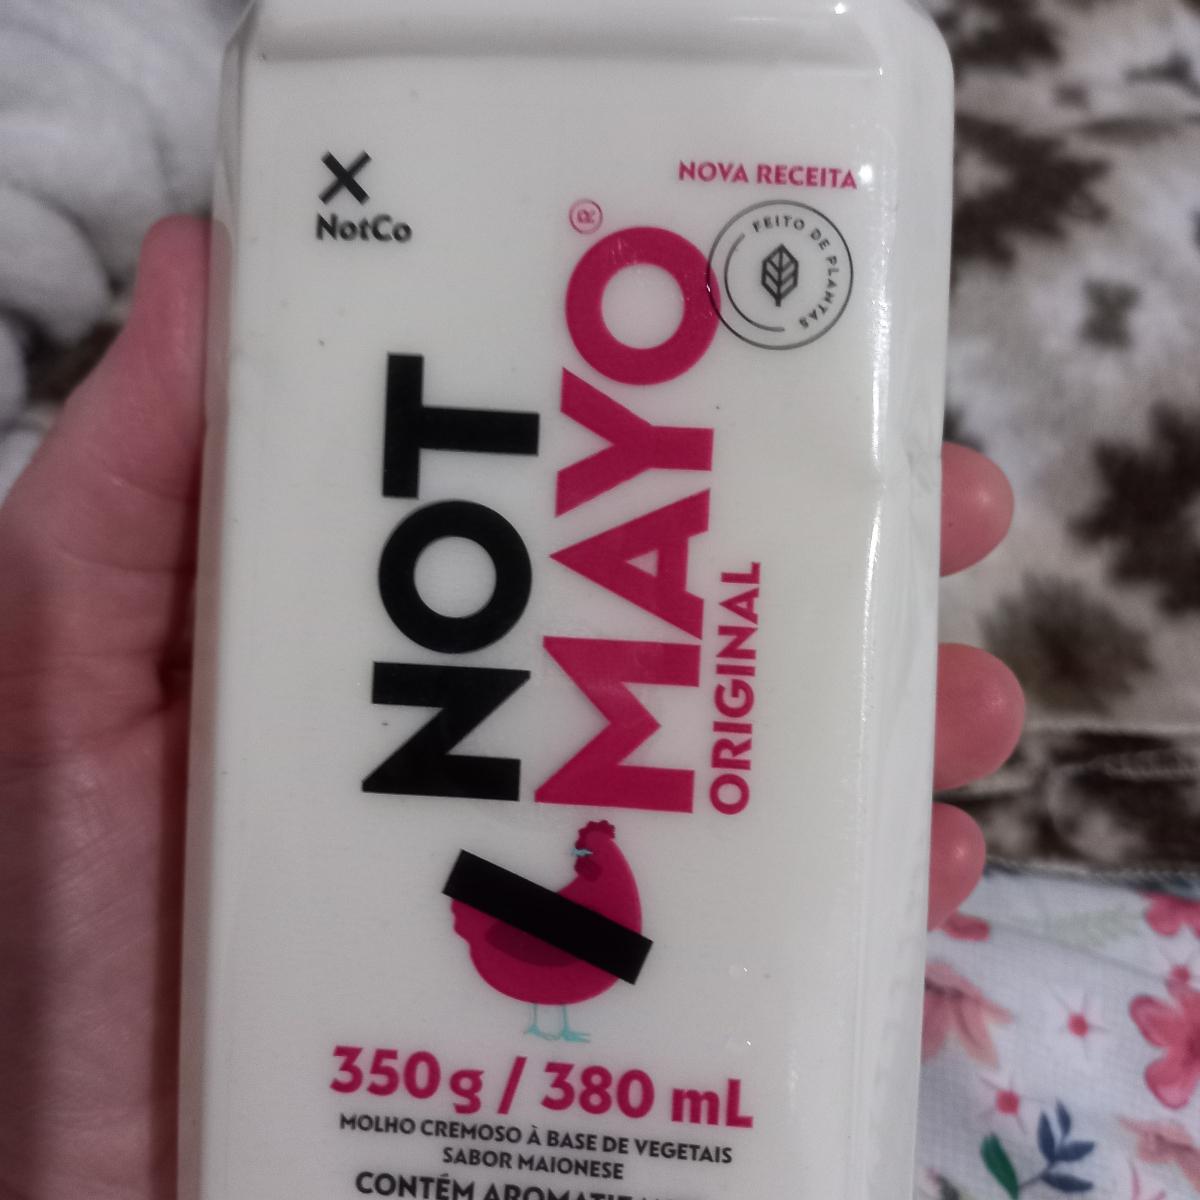 NotCo
NOVA RECEITA
FEITO DE PLANTAS
NOT
MAYO®
ORIGINAL
350g / 380 mL
MOLHO CREMOSO À BASE DE VEGETAIS
SABOR MAIONESE
CONTÉM